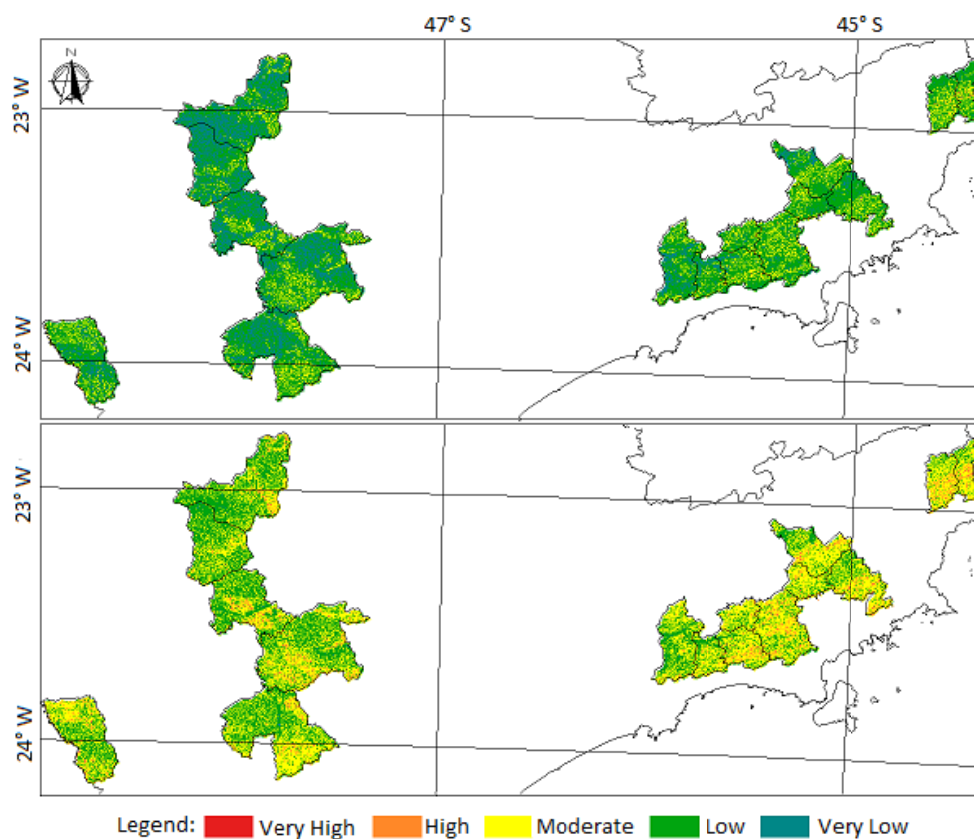 47° S 45° S
N
23° W
24° W
23° W
24° W
Legend: Very High High Moderate Low Very Low